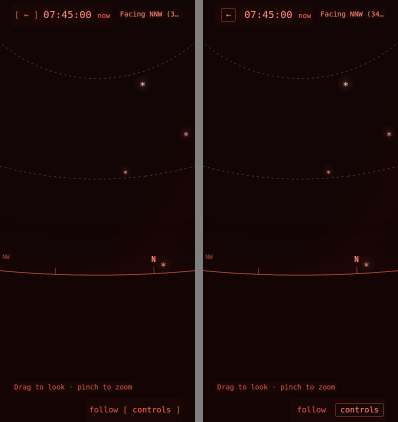 [ ← ] 07:45:00 now Facing NNW (3…
NW
N
Drag to look · pinch to zoom
follow [ controls ]
← 07:45:00 now Facing NNW (34…
NW
N
Drag to look · pinch to zoom
follow controls